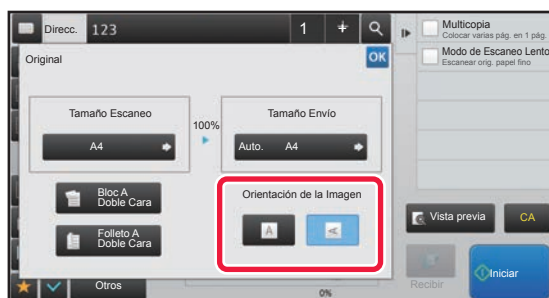 Direcc.
123
1
Multicopia
Colocar varias pág. en 1 pág.
Modo de Escaneo Lento
Escanear orig. papel fino
Original
OK
Tamaño Escaneo
A4
100%
Tamaño Envío
Auto. A4
Bloc A
Doble Cara
Folleto A
Doble Cara
Orientación de la Imagen
A
A
Vista previa
CA
Otros
0%
Recibir
Iniciar